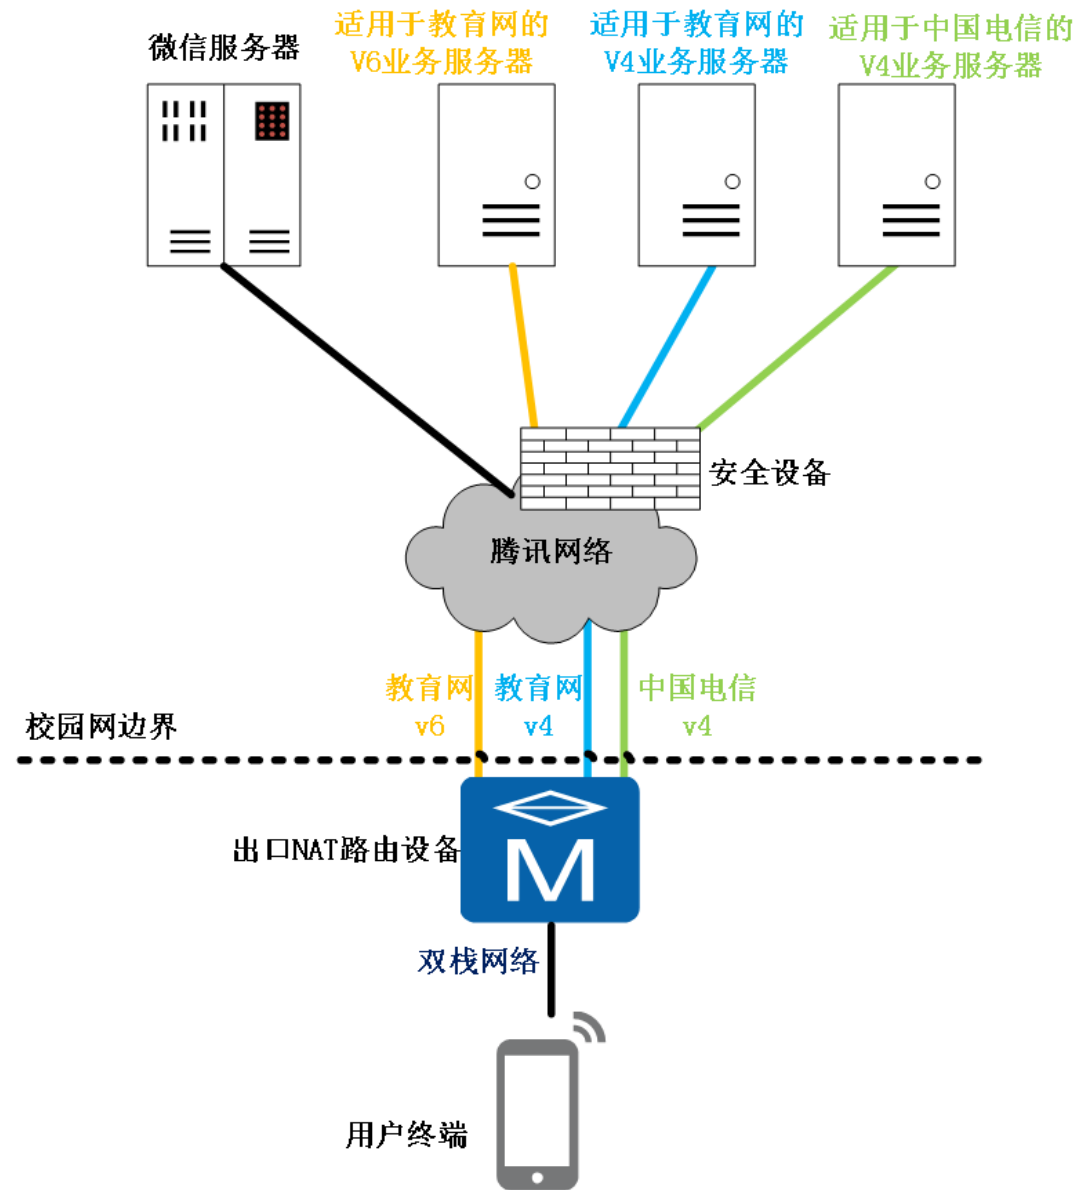 微信服务器
适用于教育网的
V6业务服务器
适用于教育网的
V4业务服务器
适用于中国电信的
V4业务服务器
安全设备
腾讯网络
教育网
v6
教育网
v4
中国电信
v4
校园网边界
出口NAT路由设备
M
双栈网络
用户终端